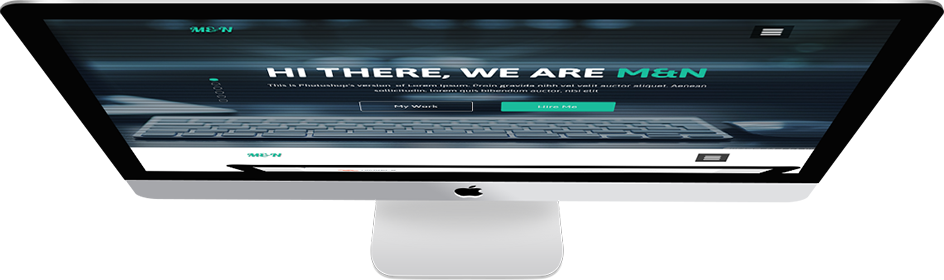 M&N
HI THERE, WE ARE M&N
This is Photoshop's version of Lorem Ipsum. Proin gravida nibh vel velit auctor aliquet. Aenean
sollicitudin, lorem quis bibendum auctor, nisi elit
My Work
Hire Me
M&N